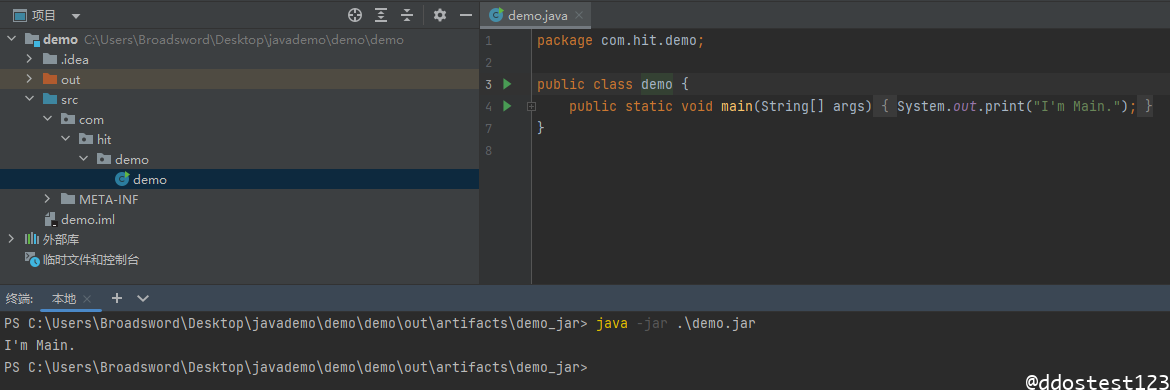 项目
demo C:\Users\Broadsword\Desktop\javademo\demo\demo
.idea
out
src
com
hit
demo
demo
META-INF
demo.iml
外部库
临时文件和控制台
demo.java
1 package com.hit.demo;
2
3 public class demo {
4 public static void main(String[] args) { System.out.print("I'm Main."); }
7 }
8
终端: 本地
PS C:\Users\Broadsword\Desktop\javademo\demo\demo\out\artifacts\demo_jar> java -jar .\demo.jar
I'm Main.
PS C:\Users\Broadsword\Desktop\javademo\demo\demo\out\artifacts\demo_jar>
@ddostest123